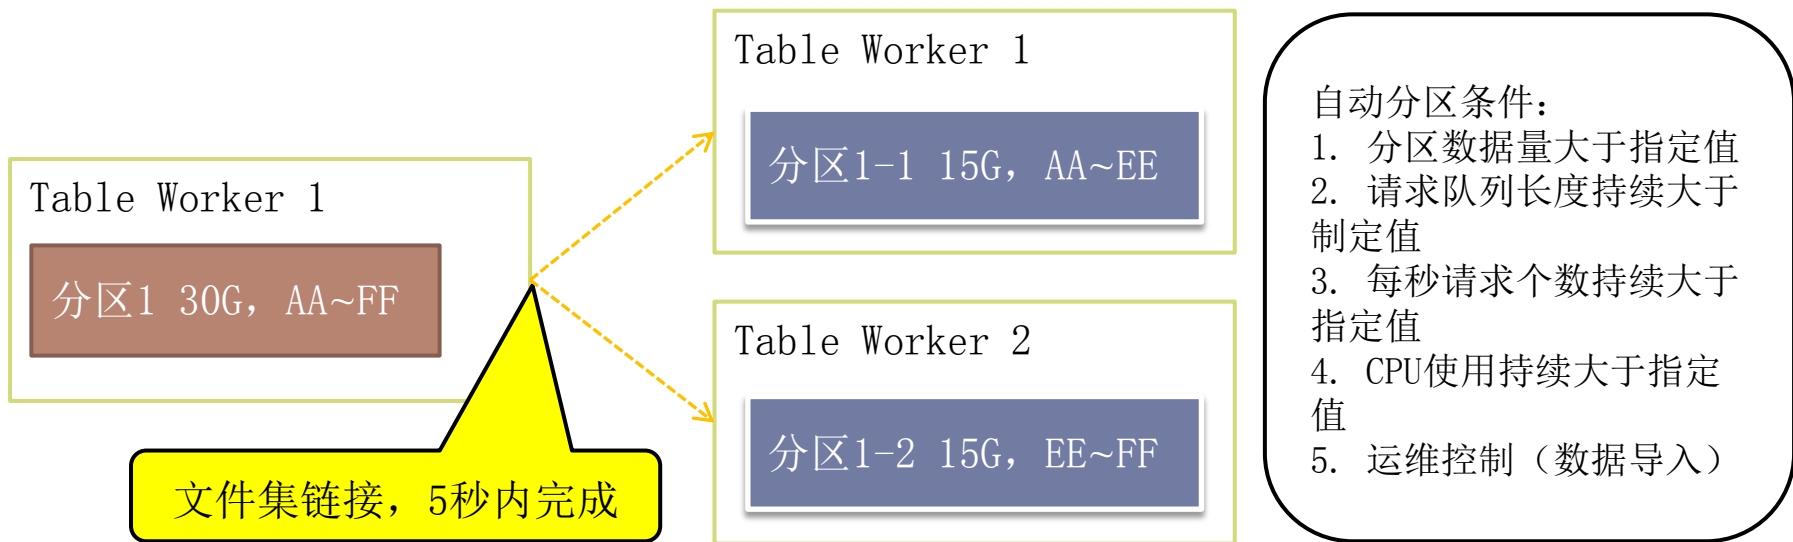 Table Worker 1
分区1 30G，AA~FF
文件集链接，5秒内完成
Table Worker 1
分区1-1 15G，AA~EE
Table Worker 2
分区1-2 15G，EE~FF
自动分区条件：
1. 分区数据量大于指定值
2. 请求队列长度持续大于
制定值
3. 每秒请求个数持续大于
指定值
4. CPU使用持续大于指定
值
5. 运维控制（数据导入）